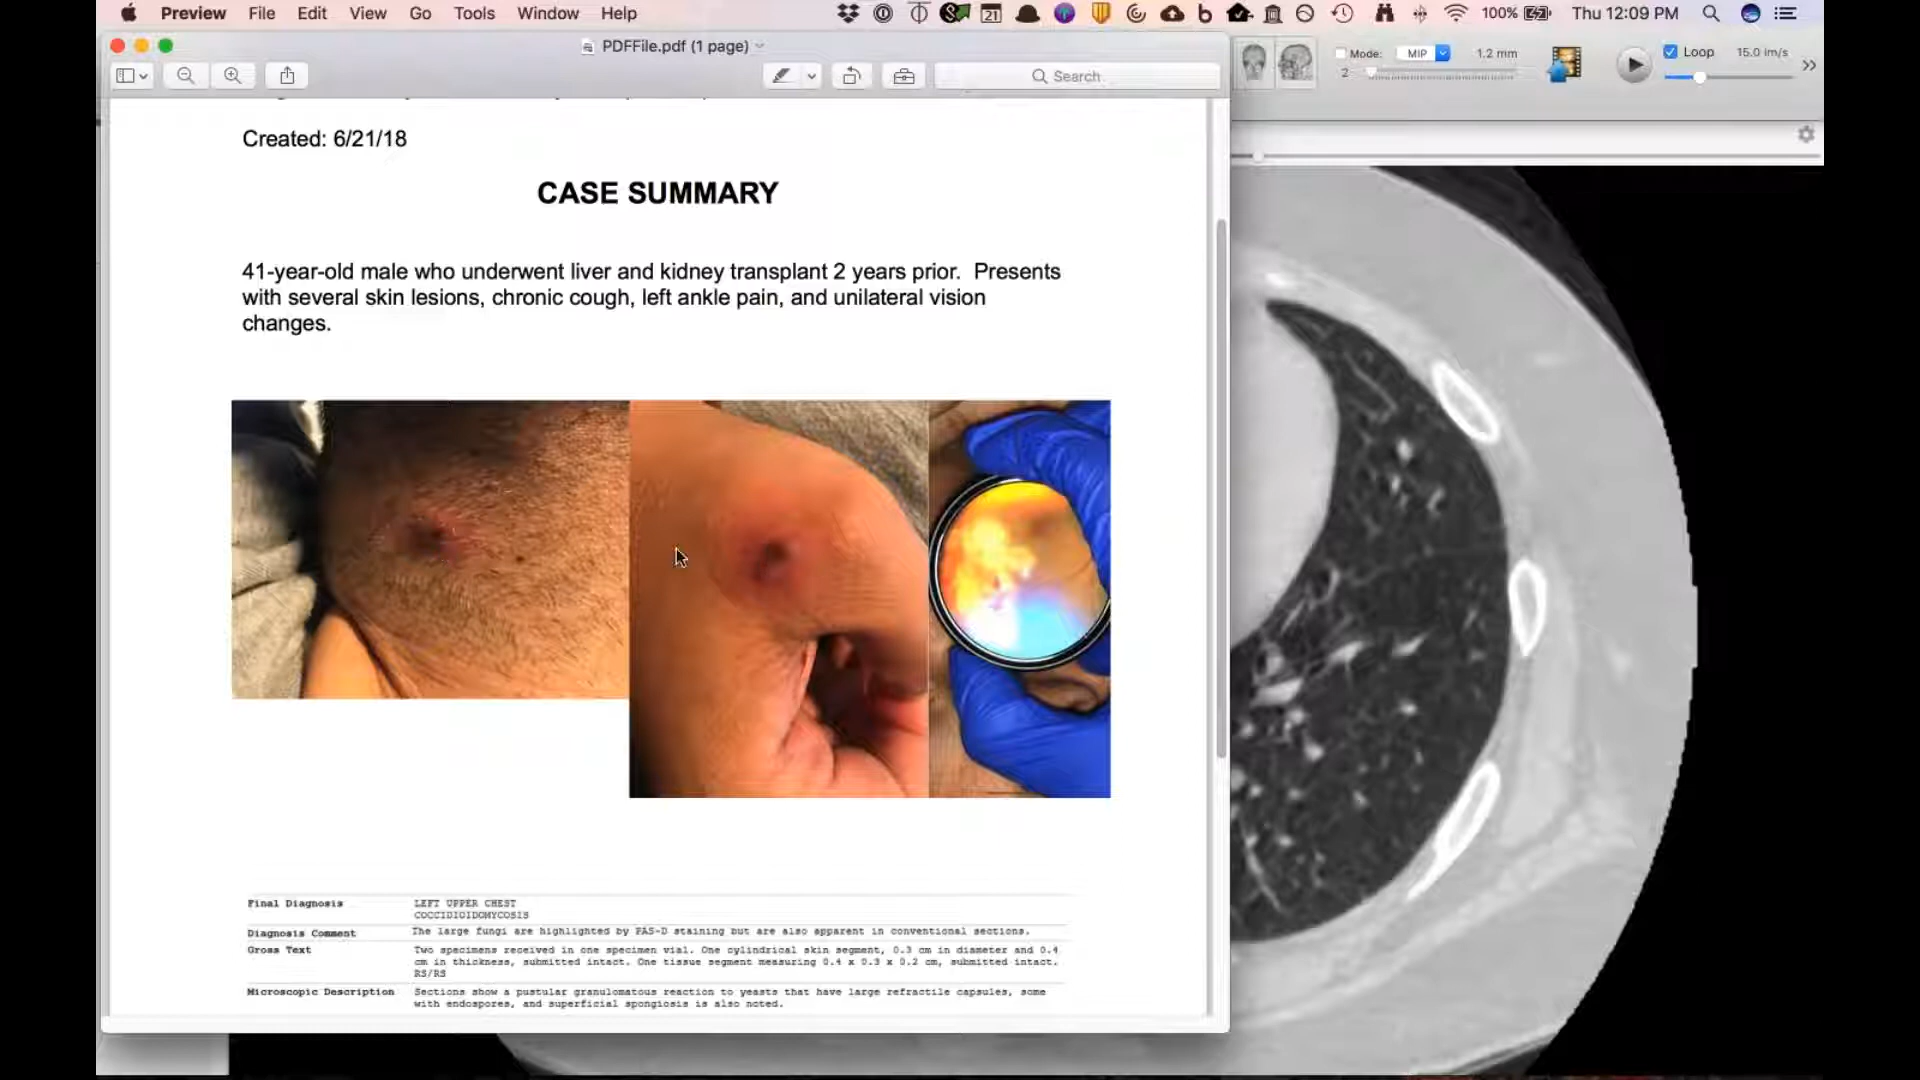 Preview File Edit View Go Tools Window Help
21 100% Thu 12:09 PM
PDFFile.pdf (1 page)
Search
Mode: MIP 1.2 mm Loop 15.0 im/s
2
Created: 6/21/18
CASE SUMMARY
41-year-old male who underwent liver and kidney transplant 2 years prior. Presents
with several skin lesions, chronic cough, left ankle pain, and unilateral vision
changes.
Final Diagnosis LEFT UPPER CHEST
COCCIDIOIDOMYCOSIS
Diagnosis Comment The large fungi are highlighted by PAS-D staining but are also apparent in conventional sections.
Gross Text Two specimens received in one specimen vial. One cylindrical skin segment, 0.3 cm in diameter and 0.4
cm in thickness, submitted intact. One tissue segment measuring 0.4 x 0.3 x 0.2 cm, submitted intact.
RS/RS
Microscopic Description Sections show a pustular granulomatous reaction to yeasts that have large refractile capsules, some
with endospores, and superficial spongiosis is also noted.